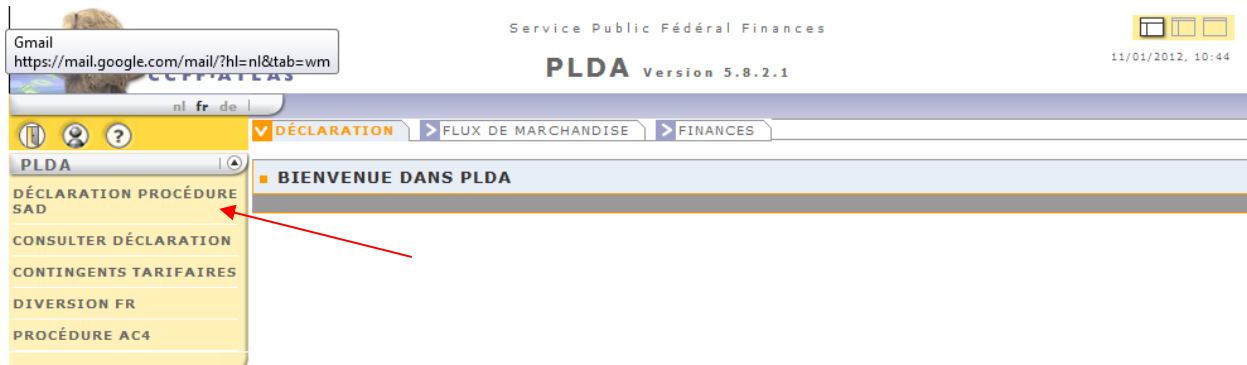 Service Public Fédéral Finances
Gmail
https://mail.google.com/mail/?hl=nl&tab=wm
11/01/2012, 10:44
PLDA Version 5.8.2.1
nl fr de
DÉCLARATION
FLUX DE MARCHANDISE
FINANCES
PLDA
BIENVENUE DANS PLDA
DÉCLARATION PROCÉDURE
SAD
CONSULTER DÉCLARATION
CONTINGENTS TARIFAIRES
DIVERSION FR
PROCÉDURE AC4